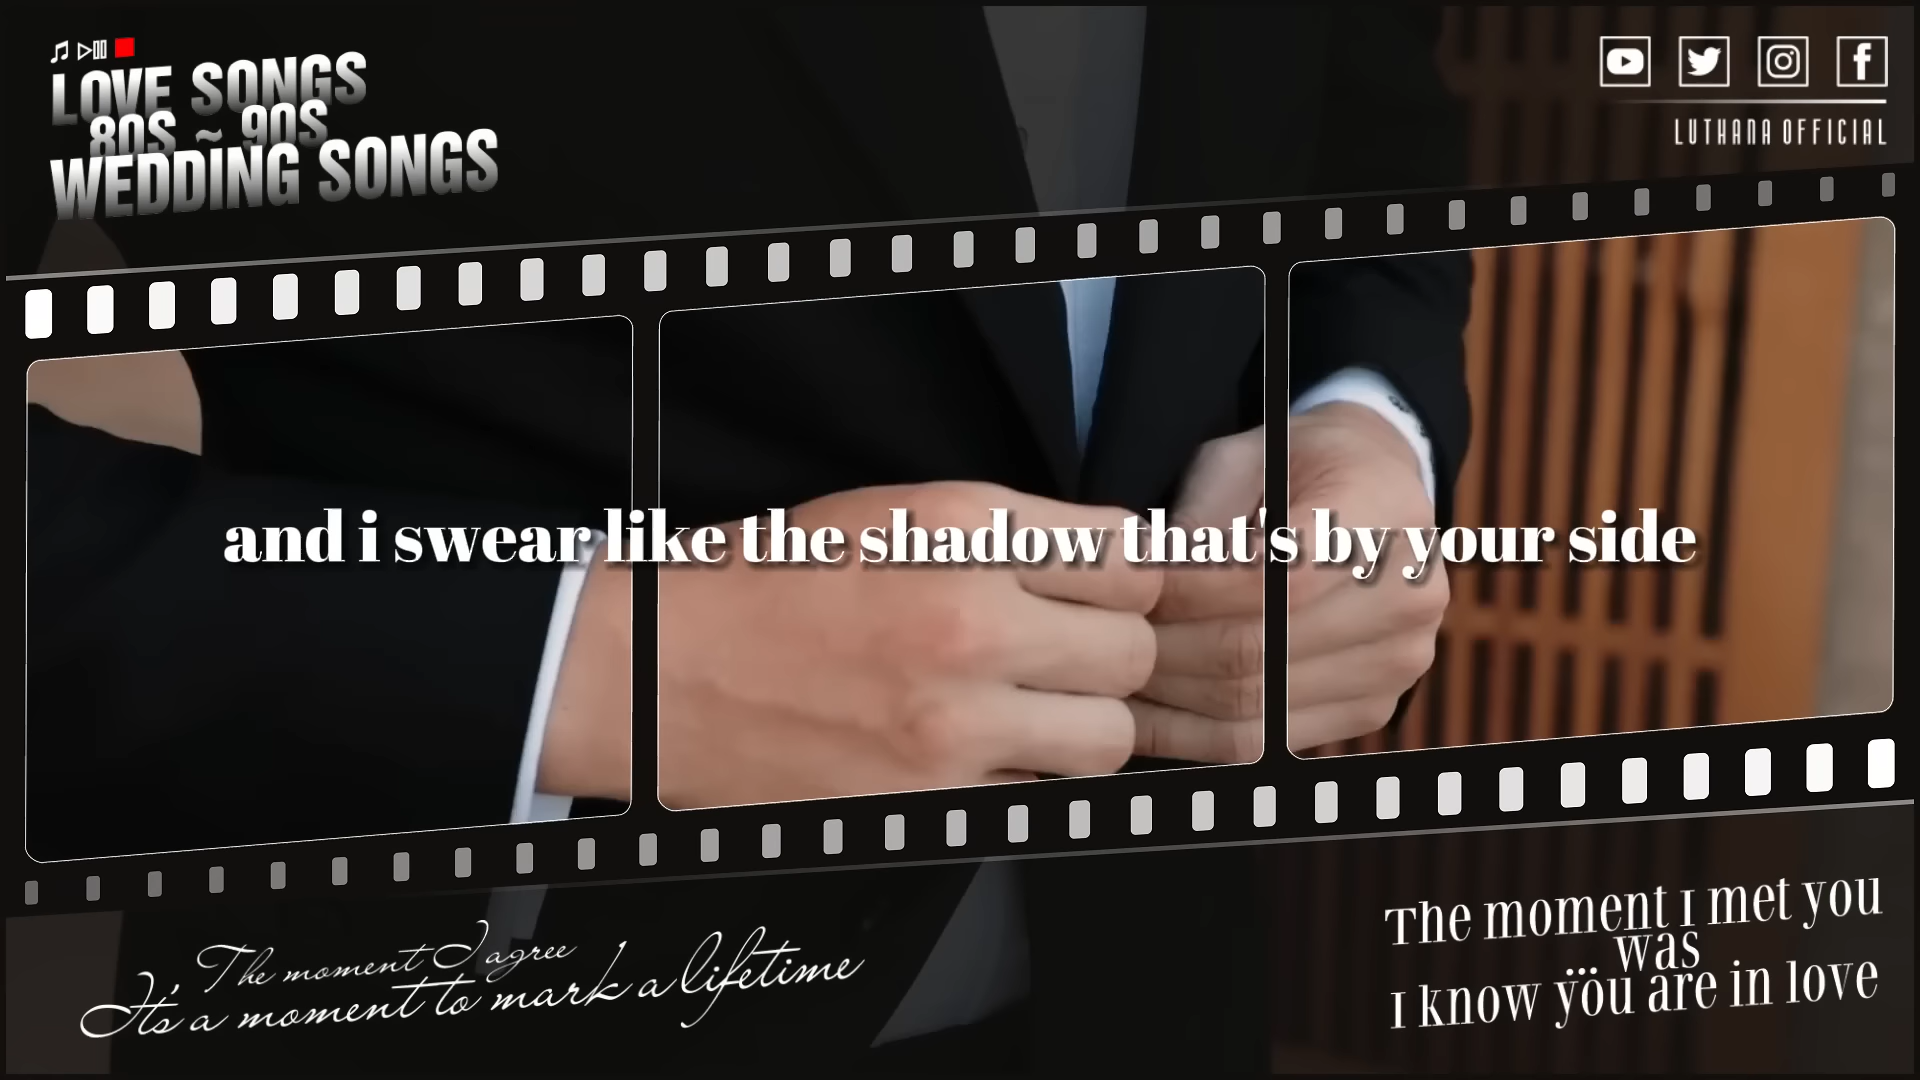 LOVE SONGS
80S ~ 90S
WEDDING SONGS
LUTHANA OFFICIAL
and i swear like the shadow that's by your side
The moment I agree
It's a moment to mark a lifetime
The moment I met you
was
I know you are in love